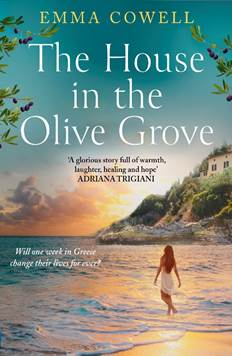 EMMA COWELL
The House
in the
Olive Grove
'A glorious story full of warmth,
laughter, healing and hope'
ADRIANA TRIGIANI
Will one week in Greece
change their lives for ever?